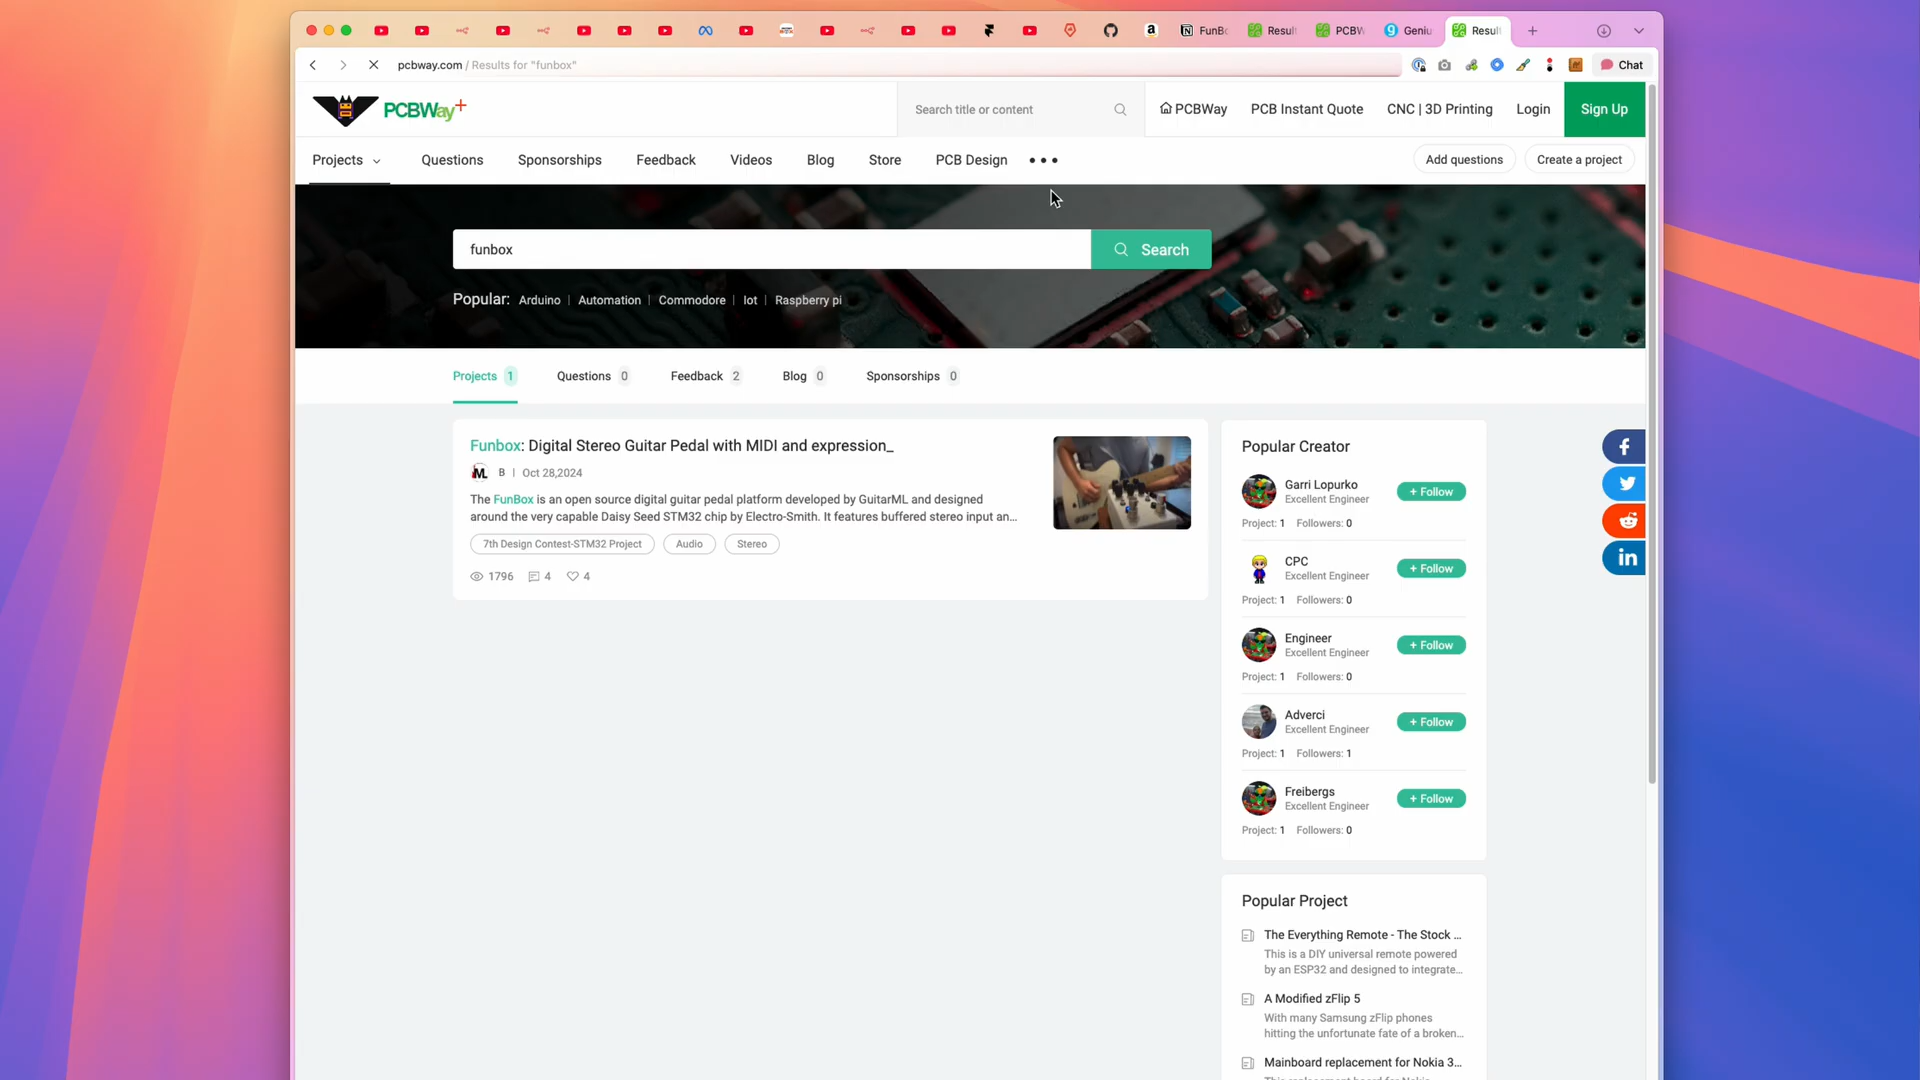 FunBo
Resul
PCBW
Geniu
Resul
pcbway.com / Results for "funbox"
Chat
PCBWay+
Search title or content
PCBWay
PCB Instant Quote
CNC | 3D Printing
Login
Sign Up
Projects
Questions
Sponsorships
Feedback
Videos
Blog
Store
PCB Design
Add questions
Create a project
funbox
Search
Popular: Arduino | Automation | Commodore | Iot | Raspberry pi
Projects 1
Questions 0
Feedback 2
Blog 0
Sponsorships 0
Funbox: Digital Stereo Guitar Pedal with MIDI and expression_
B | Oct 28,2024
The FunBox is an open source digital guitar pedal platform developed by GuitarML and designed
around the very capable Daisy Seed STM32 chip by Electro-Smith. It features buffered stereo input an...
7th Design Contest-STM32 Project
Audio
Stereo
1796 4 4
Popular Creator
Garri Lopurko
Excellent Engineer
+ Follow
Project: 1 Followers: 0
CPC
Excellent Engineer
+ Follow
Project: 1 Followers: 0
Engineer
Excellent Engineer
+ Follow
Project: 1 Followers: 0
Adverci
Excellent Engineer
+ Follow
Project: 1 Followers: 1
Freibergs
Excellent Engineer
+ Follow
Project: 1 Followers: 0
Popular Project
The Everything Remote - The Stock ...
This is a DIY universal remote powered
by an ESP32 and designed to integrate...
A Modified zFlip 5
With many Samsung zFlip phones
hitting the unfortunate fate of a broken...
Mainboard replacement for Nokia 3...